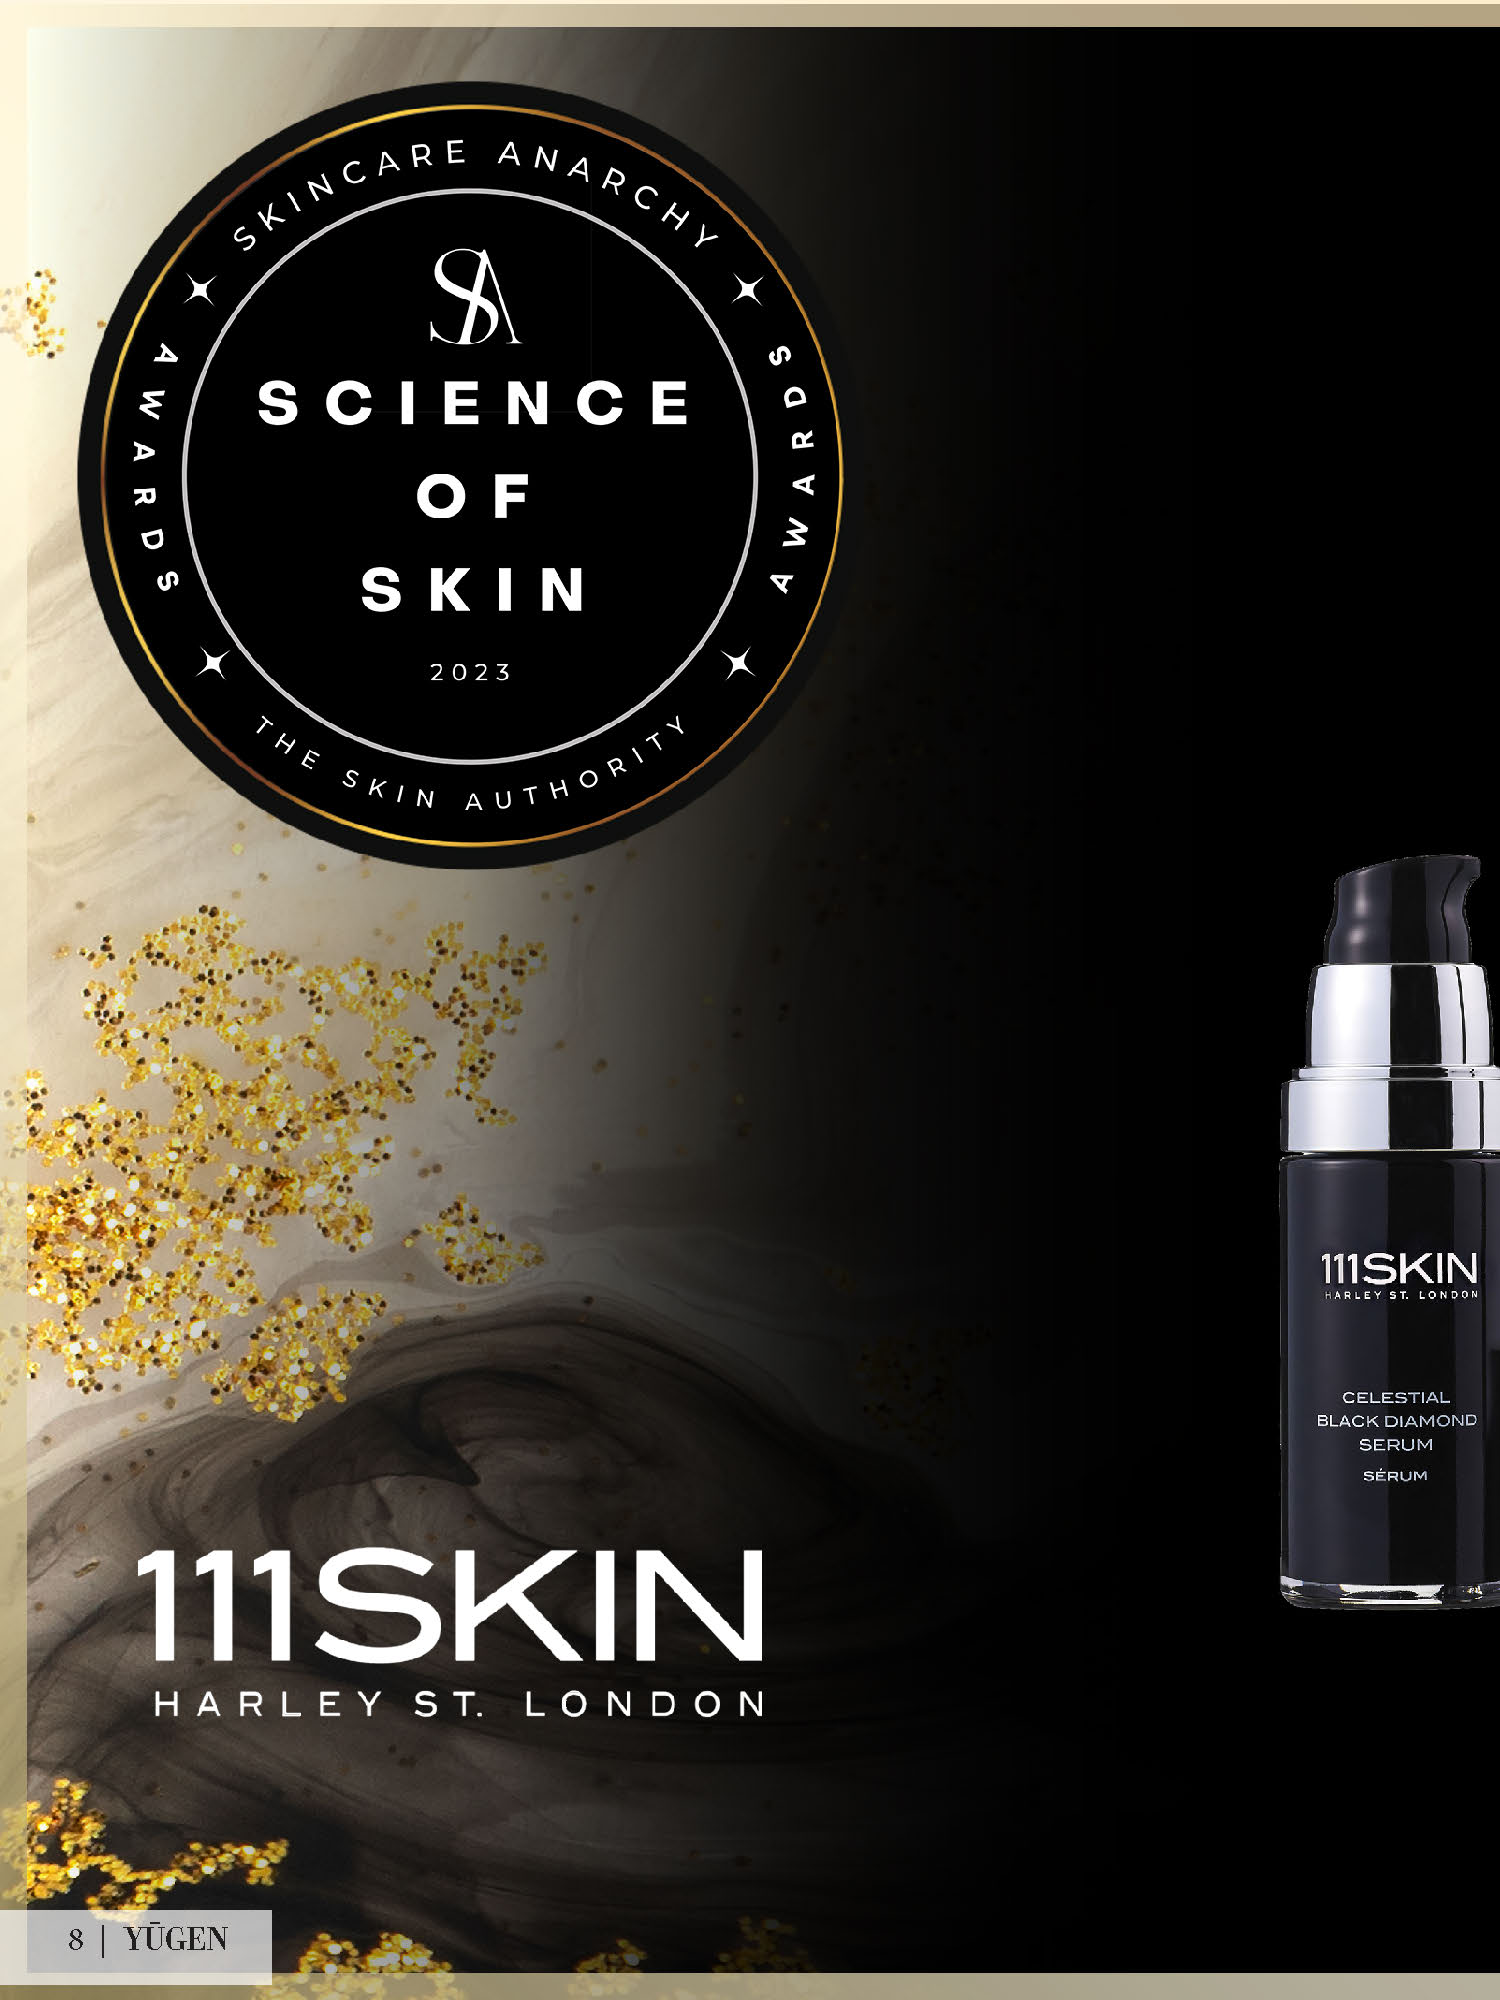 SKINCARE ANARCHY
AWARDS
AWARDS
SA
SCIENCE
OF
SKIN
2023
THE SKIN AUTHORITY
111SKIN
HARLEY ST. LONDON
CELESTIAL
BLACK DIAMOND
SERUM
SÉRUM
111SKIN
HARLEY ST. LONDON
8 | YŪGEN